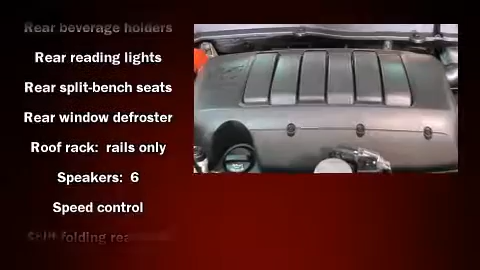 Rear beverage holders
Rear reading lights
Rear split-bench seats
Rear window defroster
Roof rack:  rails only
Speakers:  6
Speed control
folding